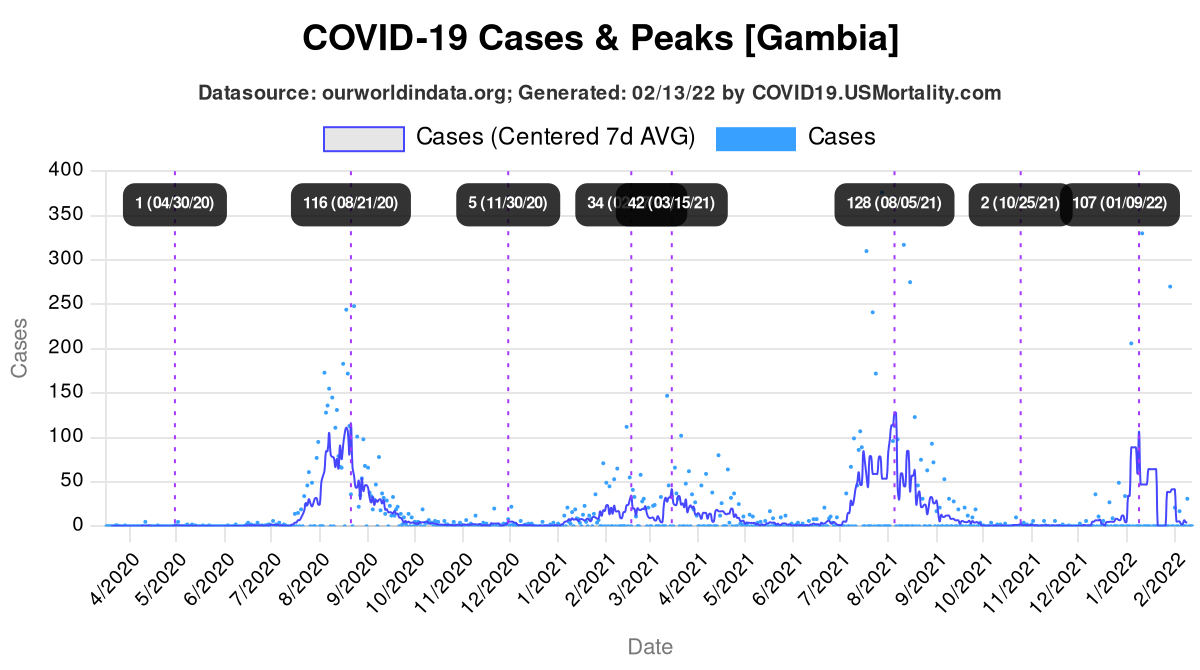 COVID-19 Cases & Peaks [Gambia]
Datasource: ourworldindata.org; Generated: 02/13/22 by COVID19.USMortality.com
Cases (Centered 7d AVG) Cases
400
350
300
250
200
150
100
50
0
Cases
1 (04/30/20) 116 (08/21/20) 5 (11/30/20) 34 42 (03/15/21) 128 (08/05/21) 2 (10/25/21) 107 (01/09/22)
4/2020 5/2020 6/2020 7/2020 8/2020 9/2020 10/2020 11/2020 12/2020 1/2021 2/2021 3/2021 4/2021 5/2021 6/2021 7/2021 8/2021 9/2021 10/2021 11/2021 12/2021 1/2022 2/2022
Date